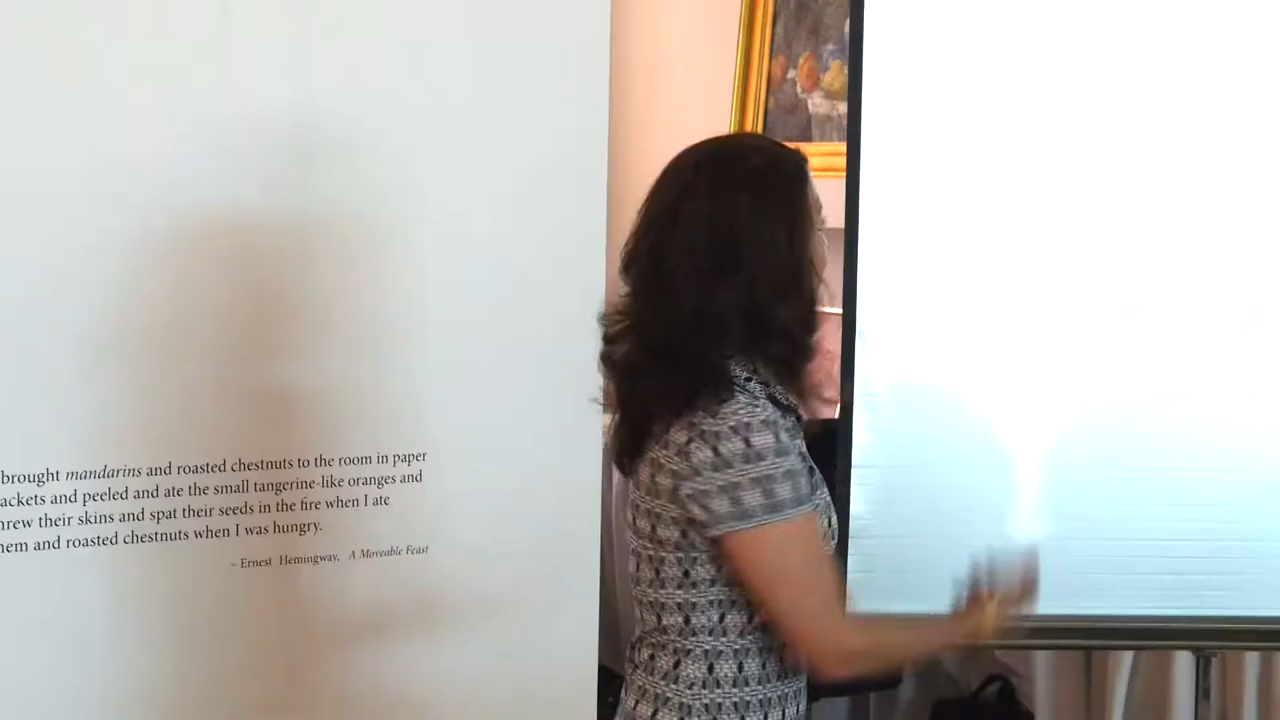 brought mandarins and roasted chestnuts to the room in paper
ackets and peeled and ate the small tangerine-like oranges and
hrew their skins and spat their seeds in the fire when I ate
hem and roasted chestnuts when I was hungry.
~ Ernest Hemingway, A Moveable Feast